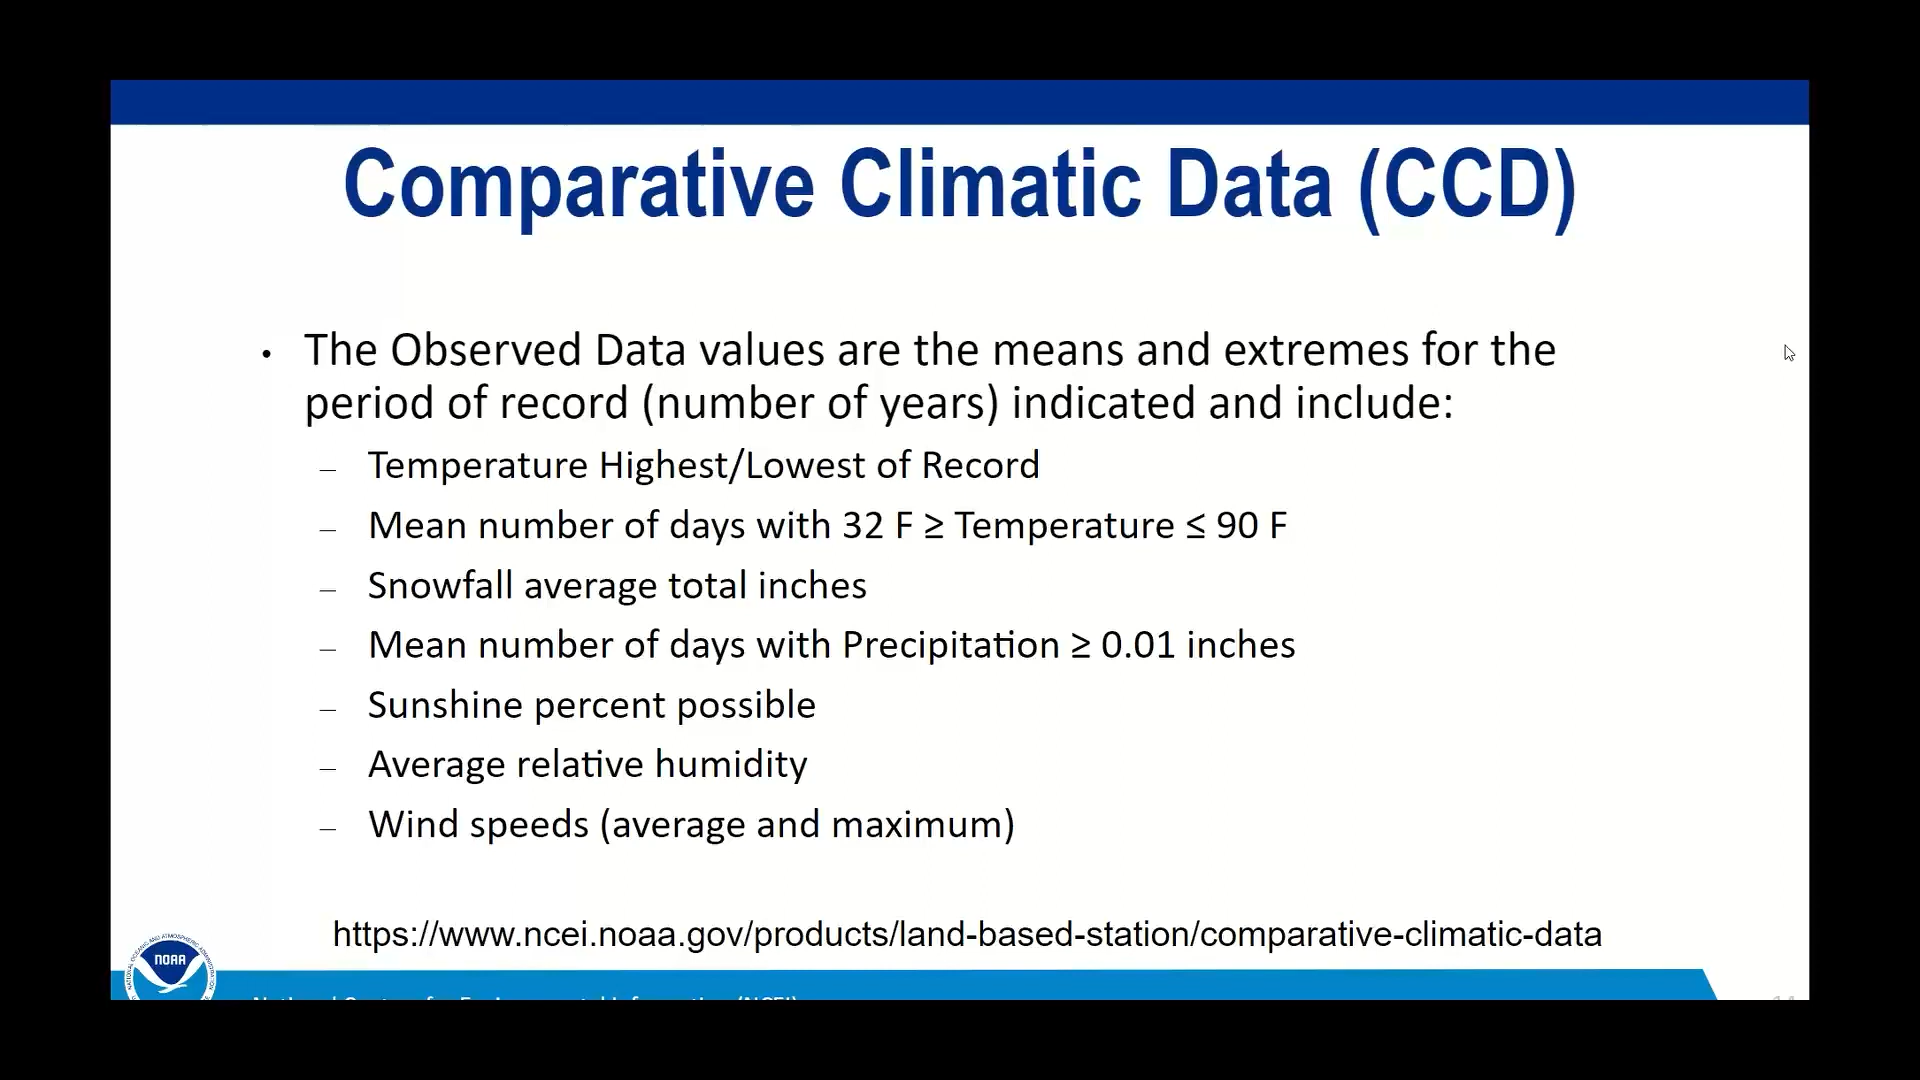 Comparative Climatic Data (CCD)
• The Observed Data values are the means and extremes for the
period of record (number of years) indicated and include:
– Temperature Highest/Lowest of Record
– Mean number of days with 32 F ≥ Temperature ≤ 90 F
– Snowfall average total inches
– Mean number of days with Precipitation ≥ 0.01 inches
– Sunshine percent possible
– Average relative humidity
– Wind speeds (average and maximum)
https://www.ncei.noaa.gov/products/land-based-station/comparative-climatic-data
NOAA
National Centers for Environmental Information (NCEI)